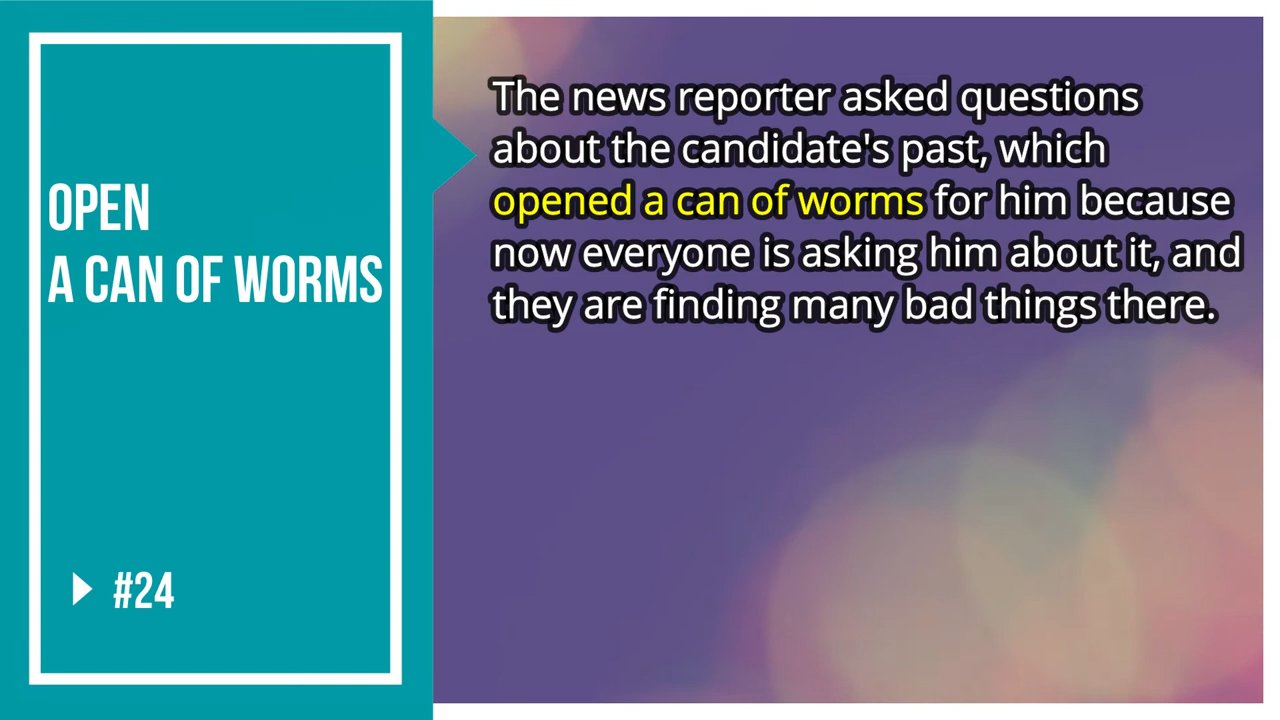 OPEN
A CAN OF WORMS
#24
The news reporter asked questions
about the candidate's past, which
opened a can of worms for him because
now everyone is asking him about it, and
they are finding many bad things there.